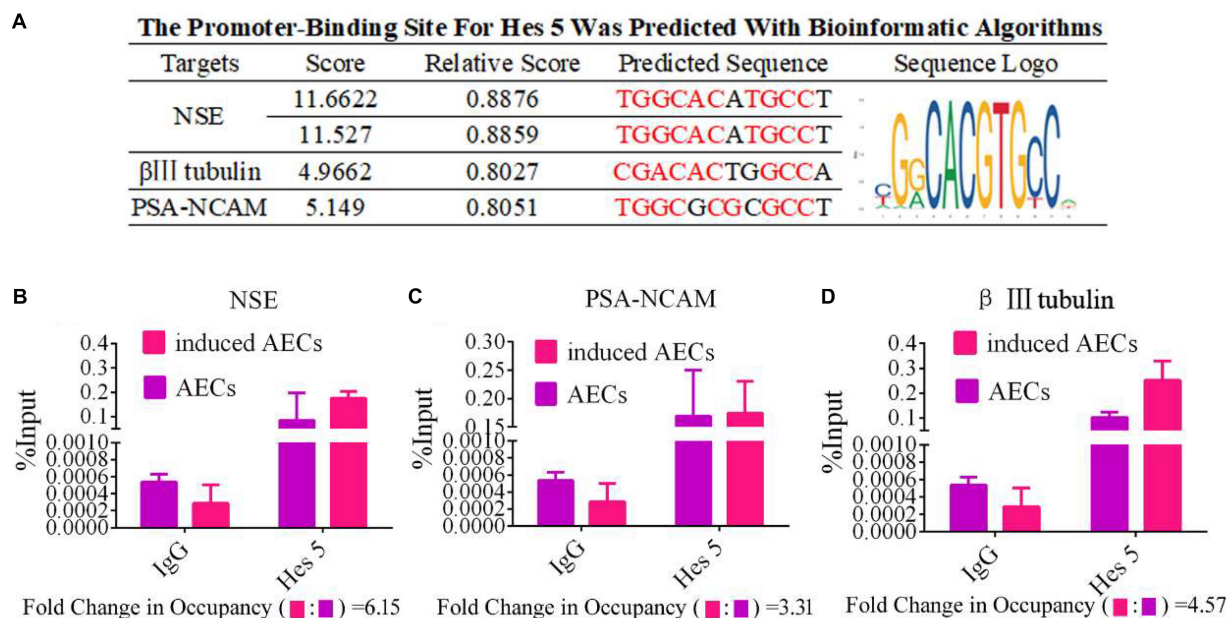 A
The Promoter-Binding Site For Hes 5 Was Predicted With Bioinformatic Algorithms
Targets Score Relative Score Predicted Sequence Sequence Logo
NSE 11.6622 0.8876 TGGCACATGCCT
11.527 0.8859 TGGCACATGCCT
βIII tubulin 4.9662 0.8027 CGACACTGGCCA
PSA-NCAM 5.149 0.8051 TGGCGCGCGCCT
B
NSE
induced AECs
AECs
%Input
0.4
0.3
0.2
0.1
0.0010
0.0008
0.0006
0.0004
0.0002
0.0000
IgG
Hes 5
Fold Change in Occupancy ( : ) =6.15
C
PSA-NCAM
induced AECs
AECs
%Input
0.30
0.25
0.20
0.15
0.0010
0.0008
0.0006
0.0004
0.0002
0.0000
IgG
Hes 5
Fold Change in Occupancy ( : ) =3.31
D
β III tubulin
induced AECs
AECs
%Input
0.4
0.3
0.2
0.1
0.0010
0.0008
0.0006
0.0004
0.0002
0.0000
IgG
Hes 5
Fold Change in Occupancy ( : ) =4.57